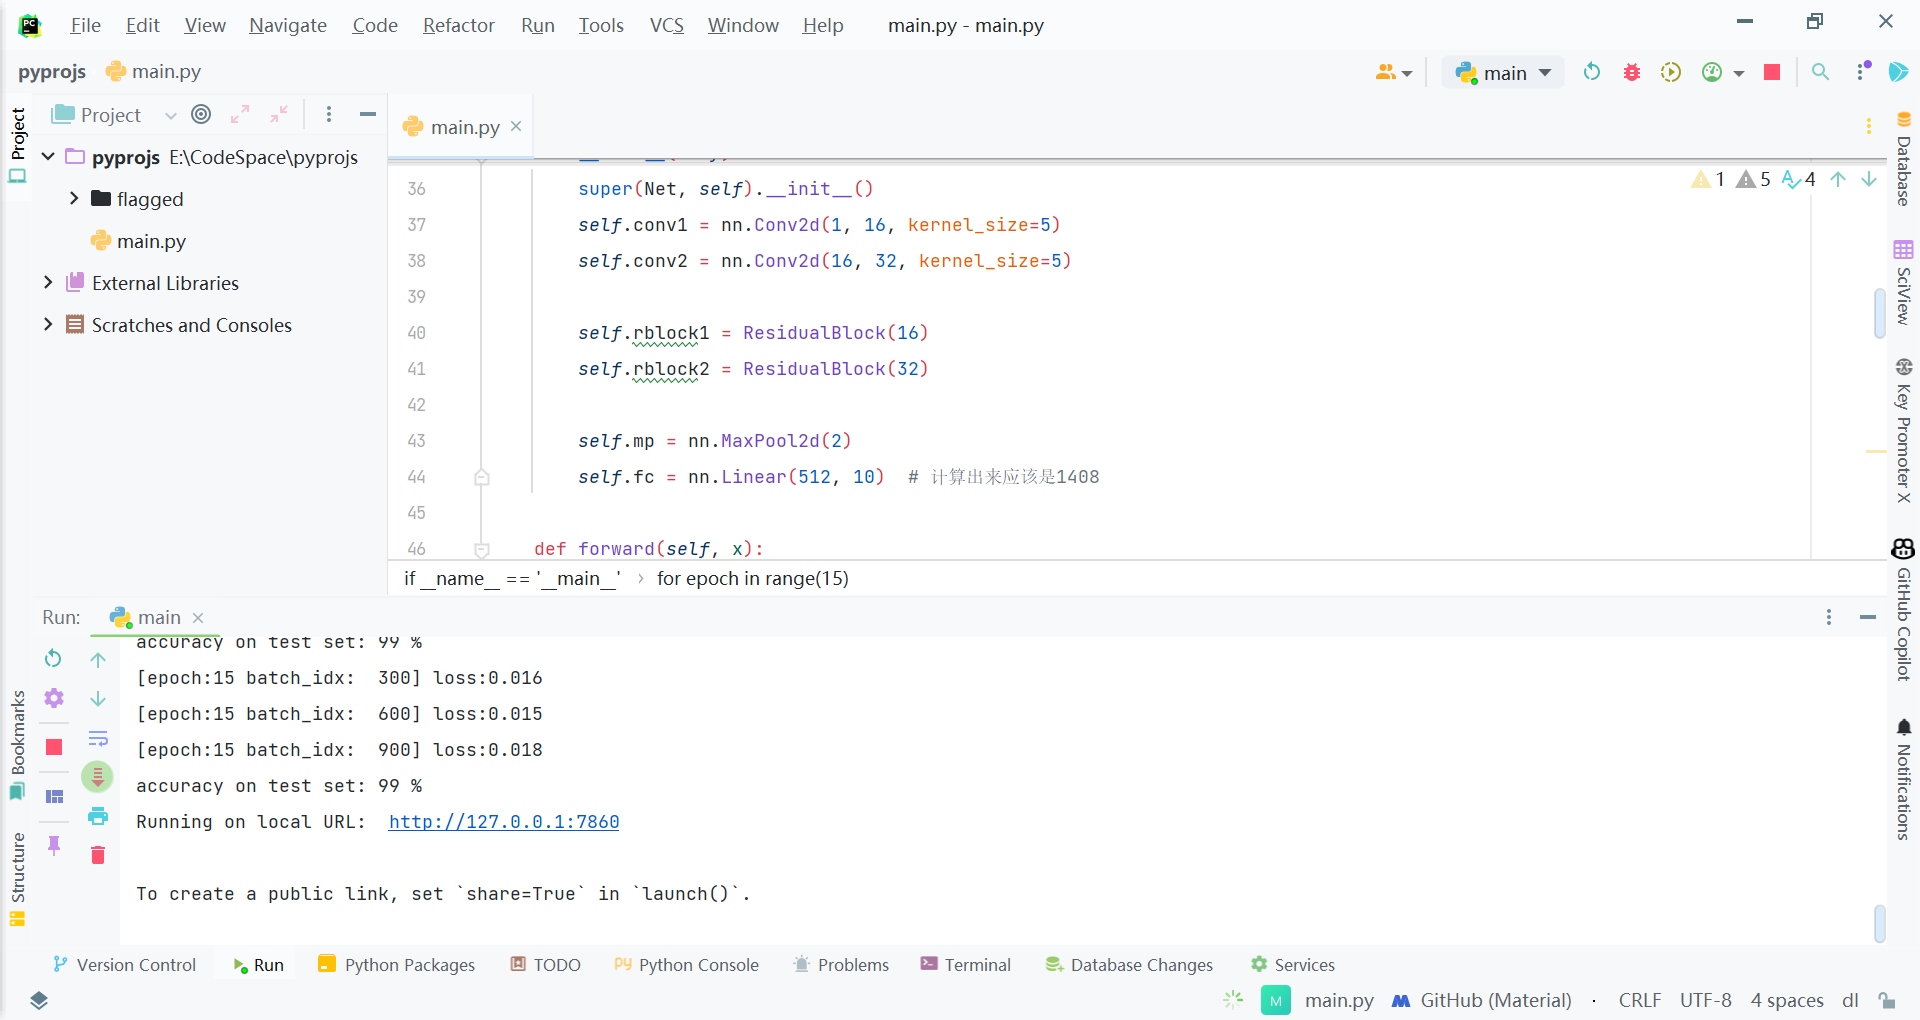 File Edit View Navigate Code Refactor Run Tools VCS Window Help main.py - main.py
pyprojs main.py
main
Project
Project
main.py
pyprojs E:\CodeSpace\pyprojs
flagged
main.py
External Libraries
Scratches and Consoles
1 5 4
36 super(Net, self).__init__()
37 self.conv1 = nn.Conv2d(1, 16, kernel_size=5)
38 self.conv2 = nn.Conv2d(16, 32, kernel_size=5)
39
40 self.rblock1 = ResidualBlock(16)
41 self.rblock2 = ResidualBlock(32)
42
43 self.mp = nn.MaxPool2d(2)
44 self.fc = nn.Linear(512, 10)  # 计算出来应该是1408
45
46 def forward(self, x):
if __name__ == '__main__' › for epoch in range(15)
Database
SciView
Key Promoter X
GitHub Copilot
Notifications
Run: main
accuracy on test set: 99 %
[epoch:15 batch_idx:  300] loss:0.016
[epoch:15 batch_idx:  600] loss:0.015
[epoch:15 batch_idx:  900] loss:0.018
accuracy on test set: 99 %
Running on local URL:  http://127.0.0.1:7860
To create a public link, set `share=True` in `launch()`.
Bookmarks
Structure
Version Control Run Python Packages TODO Python Console Problems Terminal Database Changes Services
M main.py GitHub (Material) · CRLF UTF-8 4 spaces dl